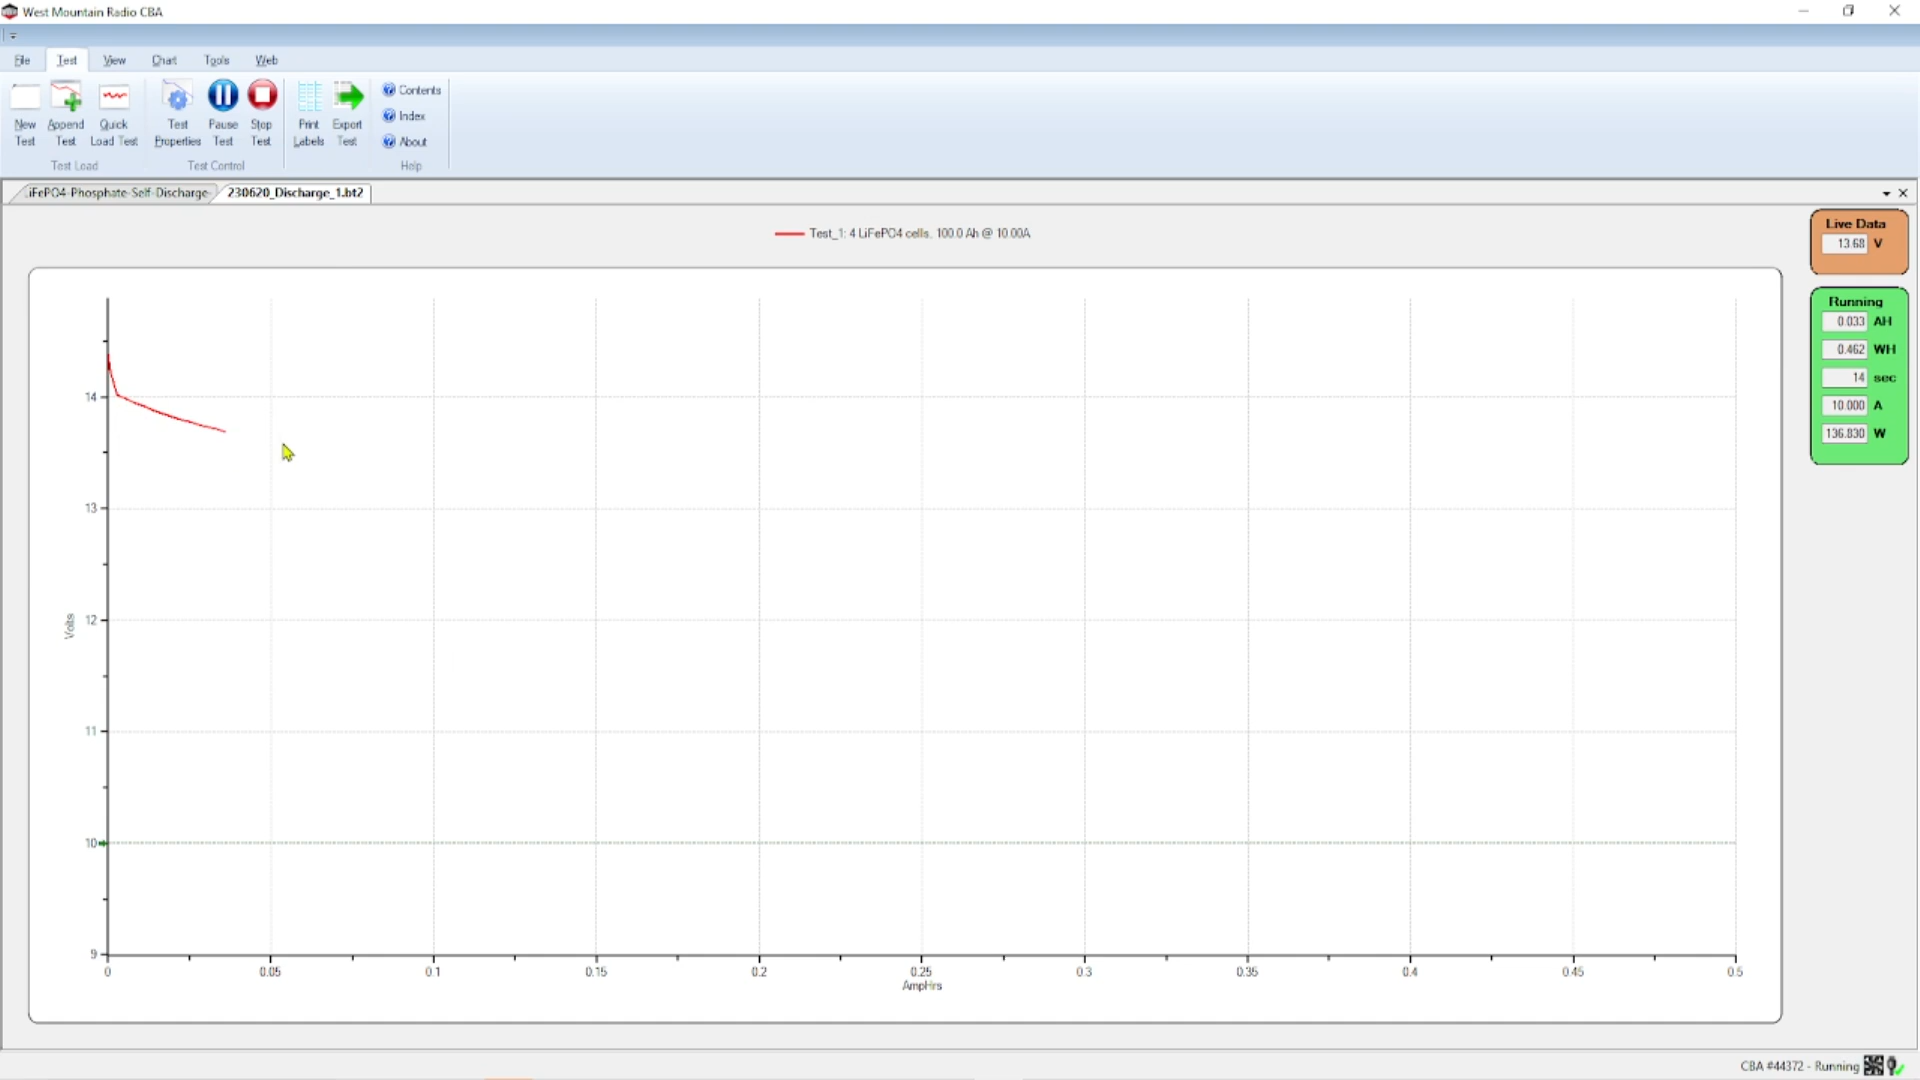 West Mountain Radio CBA
File Test View Chart Tools Web
New Test
Append Test
Quick Load Test
Test Load
Test Properties
Pause Test
Stop Test
Test Control
Print Labels
Export Test
Contents
Index
About
Help
.iFePO4-Phosphate-Self-Discharge-
230620_Discharge_1.bt2
Test_1: 4 LiFePO4 cells, 100.0 Ah @ 10.00A
Live Data
13.68 V
Running
0.033 AH
0.462 WH
14 sec
10.000 A
136.830 W
14
13
Volts
12
11
10
9
0 0.05 0.1 0.15 0.2 0.25 0.3 0.35 0.4 0.45 0.5
AmpHrs
CBA #44372 - Running